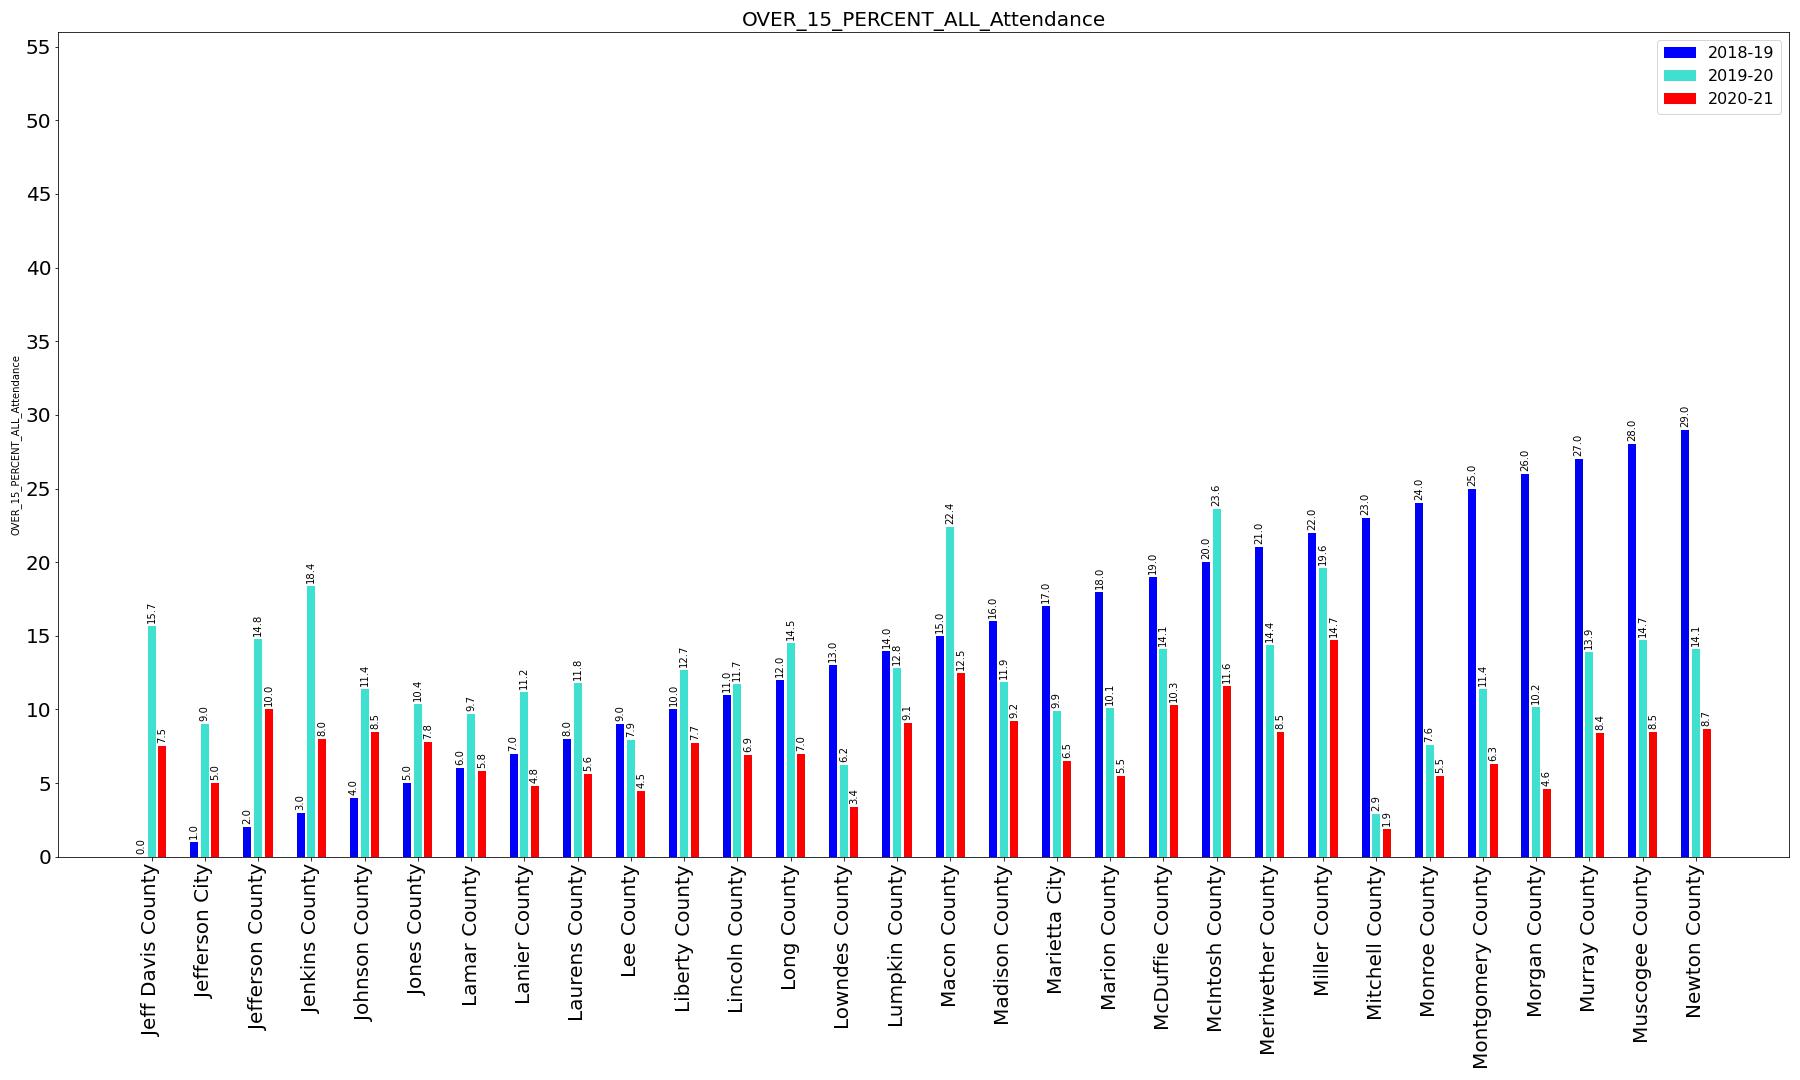 OVER_15_PERCENT_ALL_Attendance
2018-19
2019-20
2020-21
OVER_15_PERCENT_ALL_Attendance
55
50
45
40
35
30
25
20
15
10
5
0
0.0 15.7 7.5
1.0 9.0 5.0
2.0 14.8 10.0
3.0 18.4 8.0
4.0 11.4 8.5
5.0 10.4 7.8
6.0 9.7 5.8
7.0 11.2 4.8
8.0 11.8 5.6
9.0 7.9 4.5
10.0 12.7 7.7
11.0 11.7 6.9
12.0 14.5 7.0
13.0 6.2 3.4
14.0 12.8 9.1
15.0 22.4 12.5
16.0 11.9 9.2
17.0 9.9 6.5
18.0 10.1 5.5
19.0 14.1 10.3
20.0 23.6 11.6
21.0 14.4 8.5
22.0 19.6 14.7
23.0 2.9 1.9
24.0 7.6 5.5
25.0 11.4 6.3
26.0 10.2 4.6
27.0 13.9 8.4
28.0 14.7 8.5
29.0 14.1 8.7
Jeff Davis County
Jefferson City
Jefferson County
Jenkins County
Johnson County
Jones County
Lamar County
Lanier County
Laurens County
Lee County
Liberty County
Lincoln County
Long County
Lowndes County
Lumpkin County
Macon County
Madison County
Marietta City
Marion County
McDuffie County
McIntosh County
Meriwether County
Miller County
Mitchell County
Monroe County
Montgomery County
Morgan County
Murray County
Muscogee County
Newton County